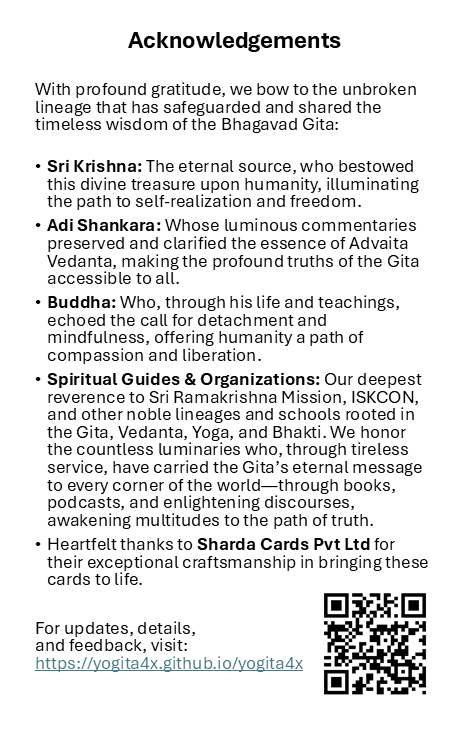 Acknowledgements
With profound gratitude, we bow to the unbroken
lineage that has safeguarded and shared the
timeless wisdom of the Bhagavad Gita:
• Sri Krishna: The eternal source, who bestowed
this divine treasure upon humanity, illuminating
the path to self-realization and freedom.
• Adi Shankara: Whose luminous commentaries
preserved and clarified the essence of Advaita
Vedanta, making the profound truths of the Gita
accessible to all.
• Buddha: Who, through his life and teachings,
echoed the call for detachment and
mindfulness, offering humanity a path of
compassion and liberation.
• Spiritual Guides & Organizations: Our deepest
reverence to Sri Ramakrishna Mission, ISKCON,
and other noble lineages and schools rooted in
the Gita, Vedanta, Yoga, and Bhakti. We honor
the countless luminaries who, through tireless
service, have carried the Gita’s eternal message
to every corner of the world—through books,
podcasts, and enlightening discourses,
awakening multitudes to the path of truth.
• Heartfelt thanks to Sharda Cards Pvt Ltd for
their exceptional craftsmanship in bringing these
cards to life.
For updates, details,
and feedback, visit:
https://yogita4x.github.io/yogita4x